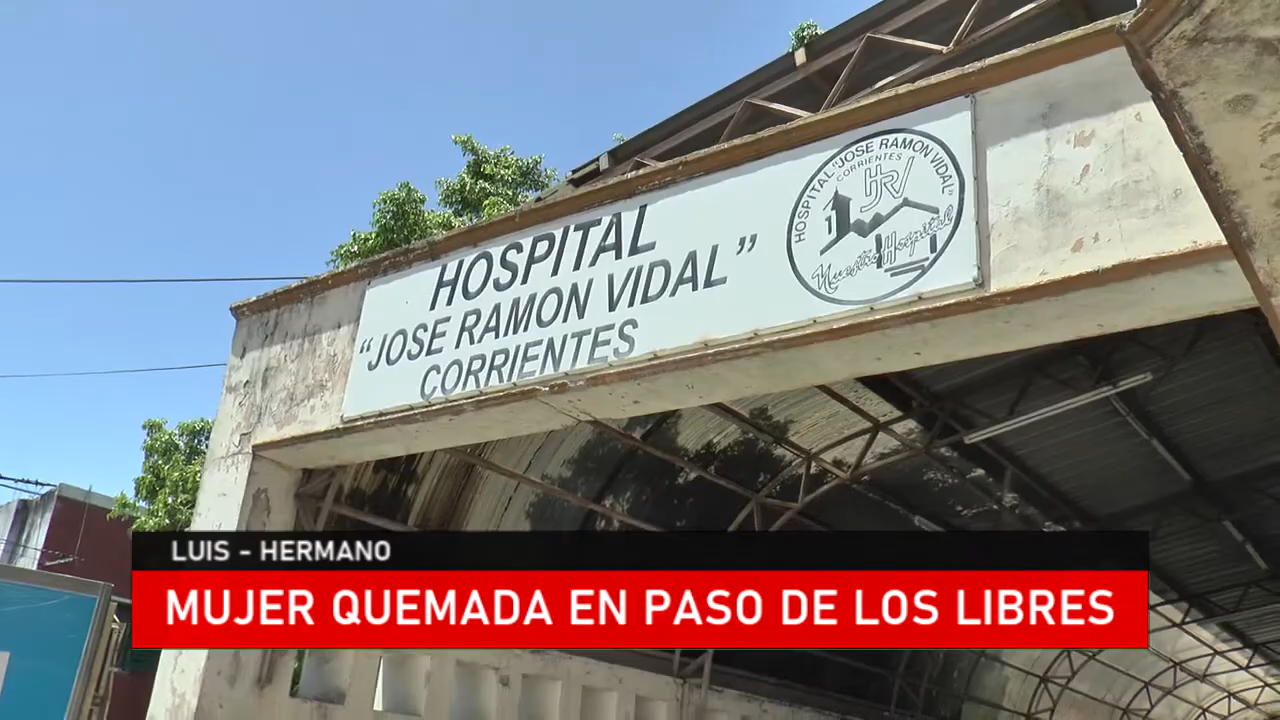 HOSPITAL
“JOSE RAMON VIDAL”
CORRIENTES
HOSPITAL "JOSE RAMON VIDAL"
CORRIENTES
HJRV
Nuestro Hospital
LUIS - HERMANO
MUJER QUEMADA EN PASO DE LOS LIBRES